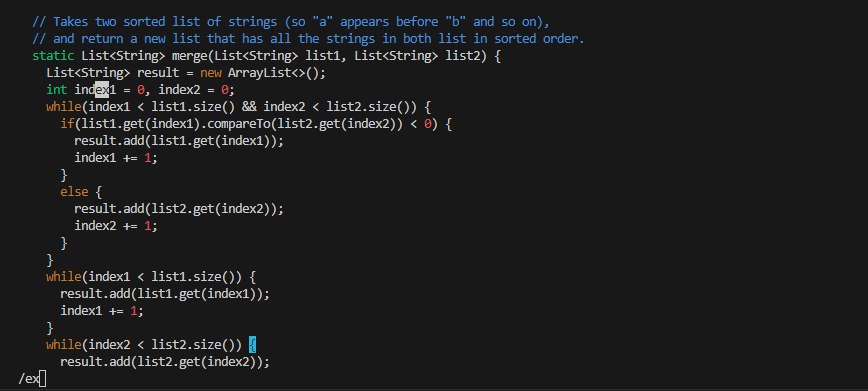 // Takes two sorted list of strings (so "a" appears before "b" and so on),
// and return a new list that has all the strings in both list in sorted order.
static List<String> merge(List<String> list1, List<String> list2) {
List<String> result = new ArrayList<>();
int index1 = 0, index2 = 0;
while(index1 < list1.size() && index2 < list2.size()) {
if(list1.get(index1).compareTo(list2.get(index2)) < 0) {
result.add(list1.get(index1));
index1 += 1;
}
else {
result.add(list2.get(index2));
index2 += 1;
}
}
while(index1 < list1.size()) {
result.add(list1.get(index1));
index1 += 1;
}
while(index2 < list2.size()) {
result.add(list2.get(index2));
/ex